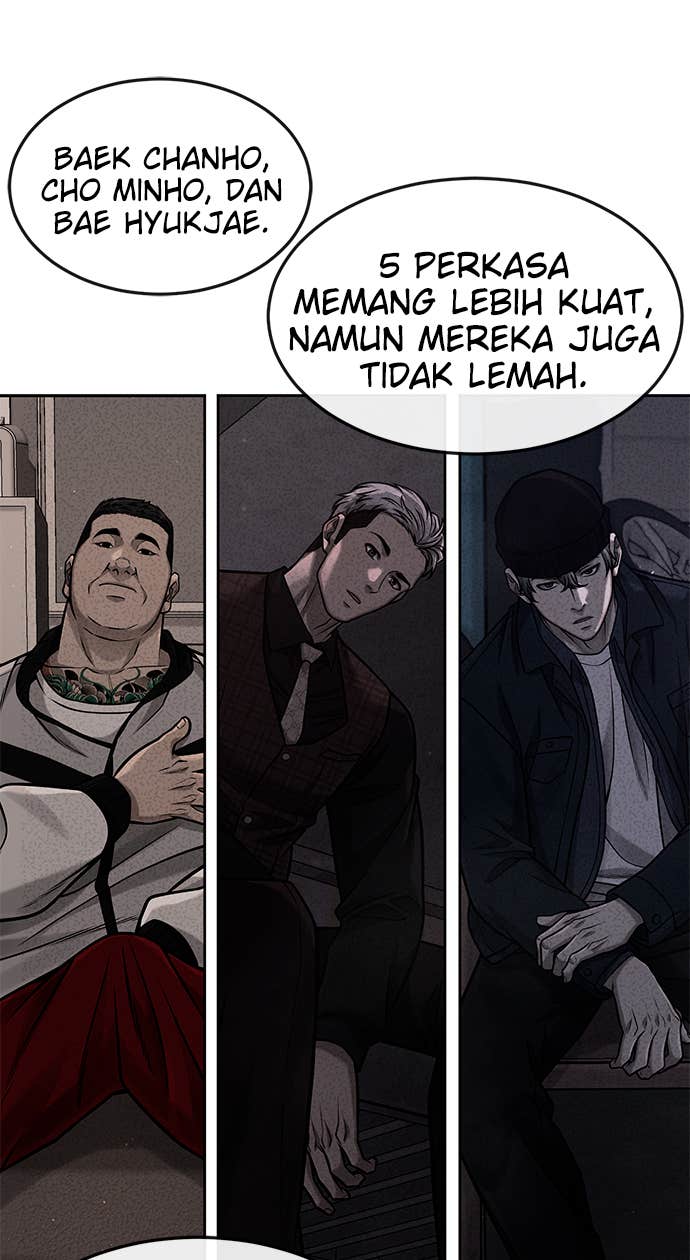 BAEK CHANHO,
CHO MINHO, DAN
BAE HYUKJAE.
5 PERKASA
MEMANG LEBIH KUAT,
NAMUN MEREKA JUGA
TIDAK LEMAH.